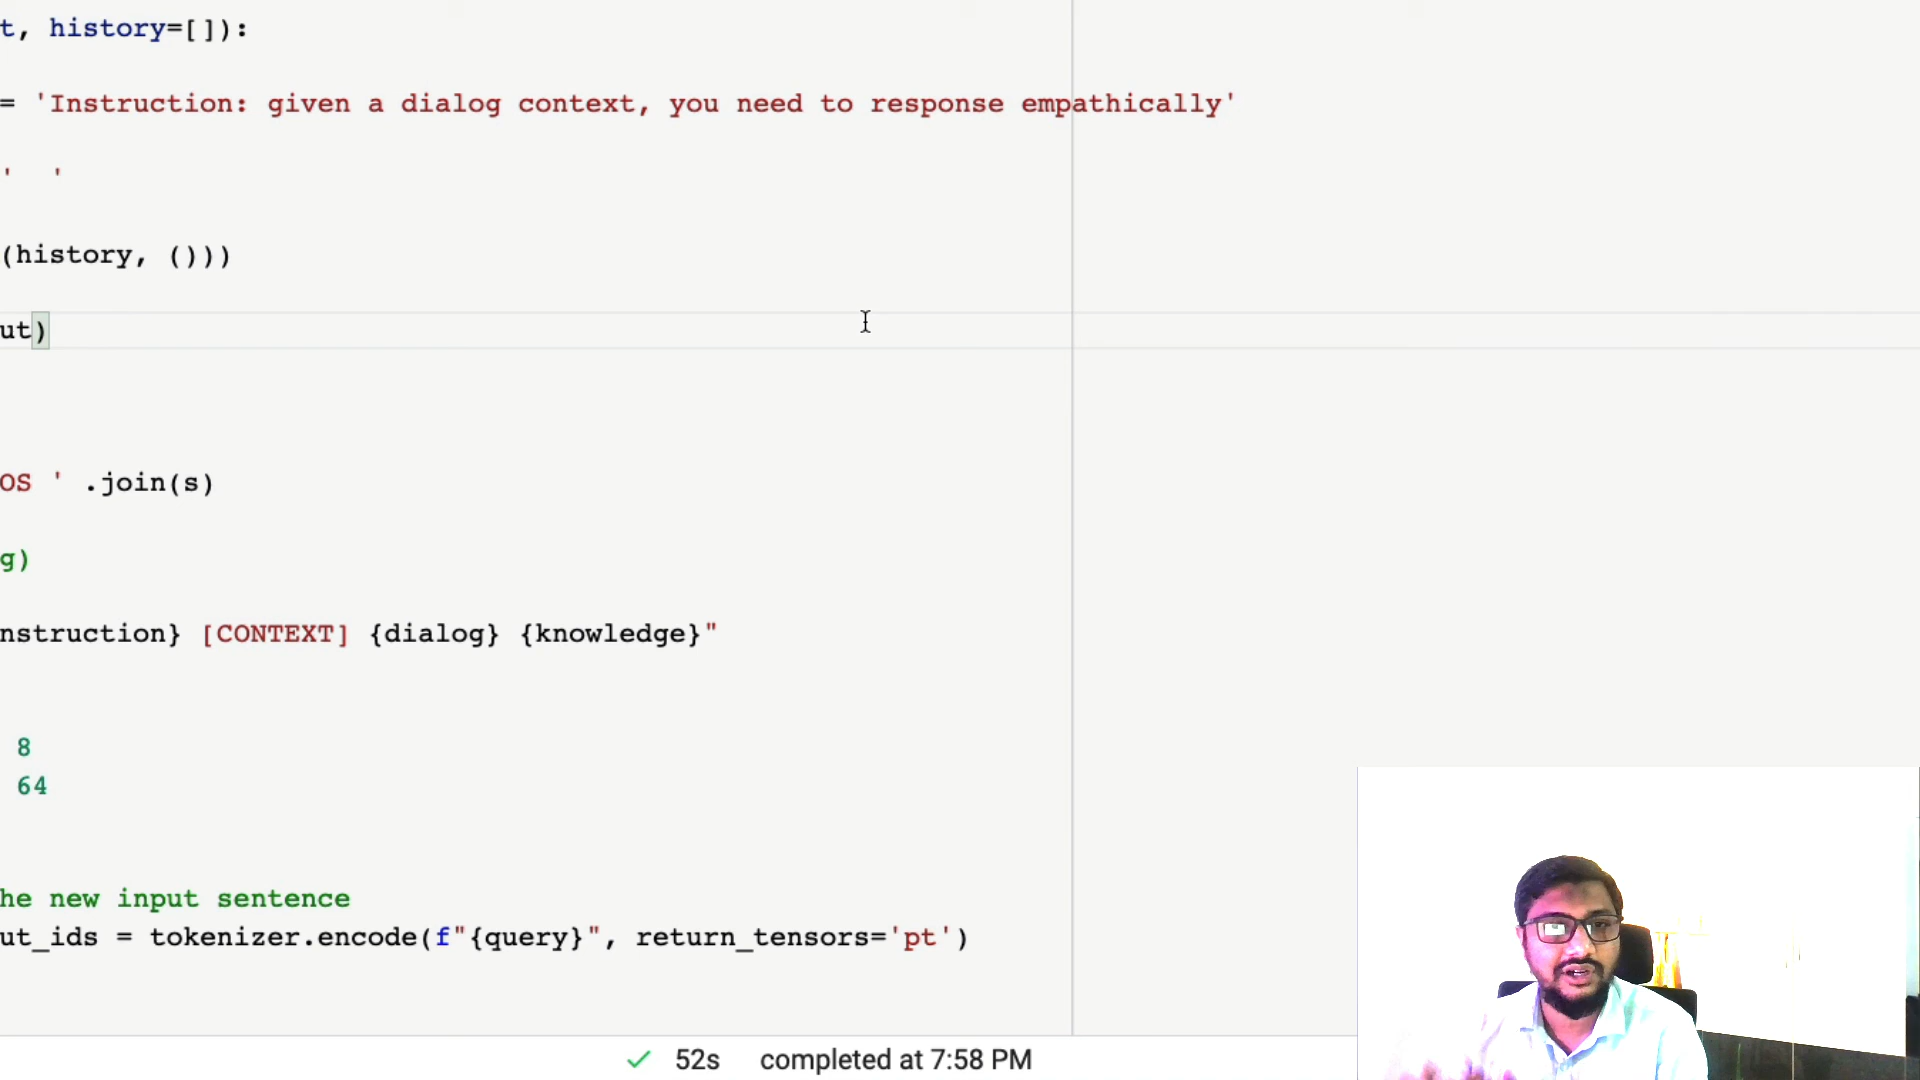 t, history=[]):
= 'Instruction: given a dialog context, you need to response empathically'
' '
(history, ()))
ut)
OS ' .join(s)
g)
nstruction} [CONTEXT] {dialog} {knowledge}"
8
64
he new input sentence
ut_ids = tokenizer.encode(f"{query}", return_tensors='pt')
52s completed at 7:58 PM